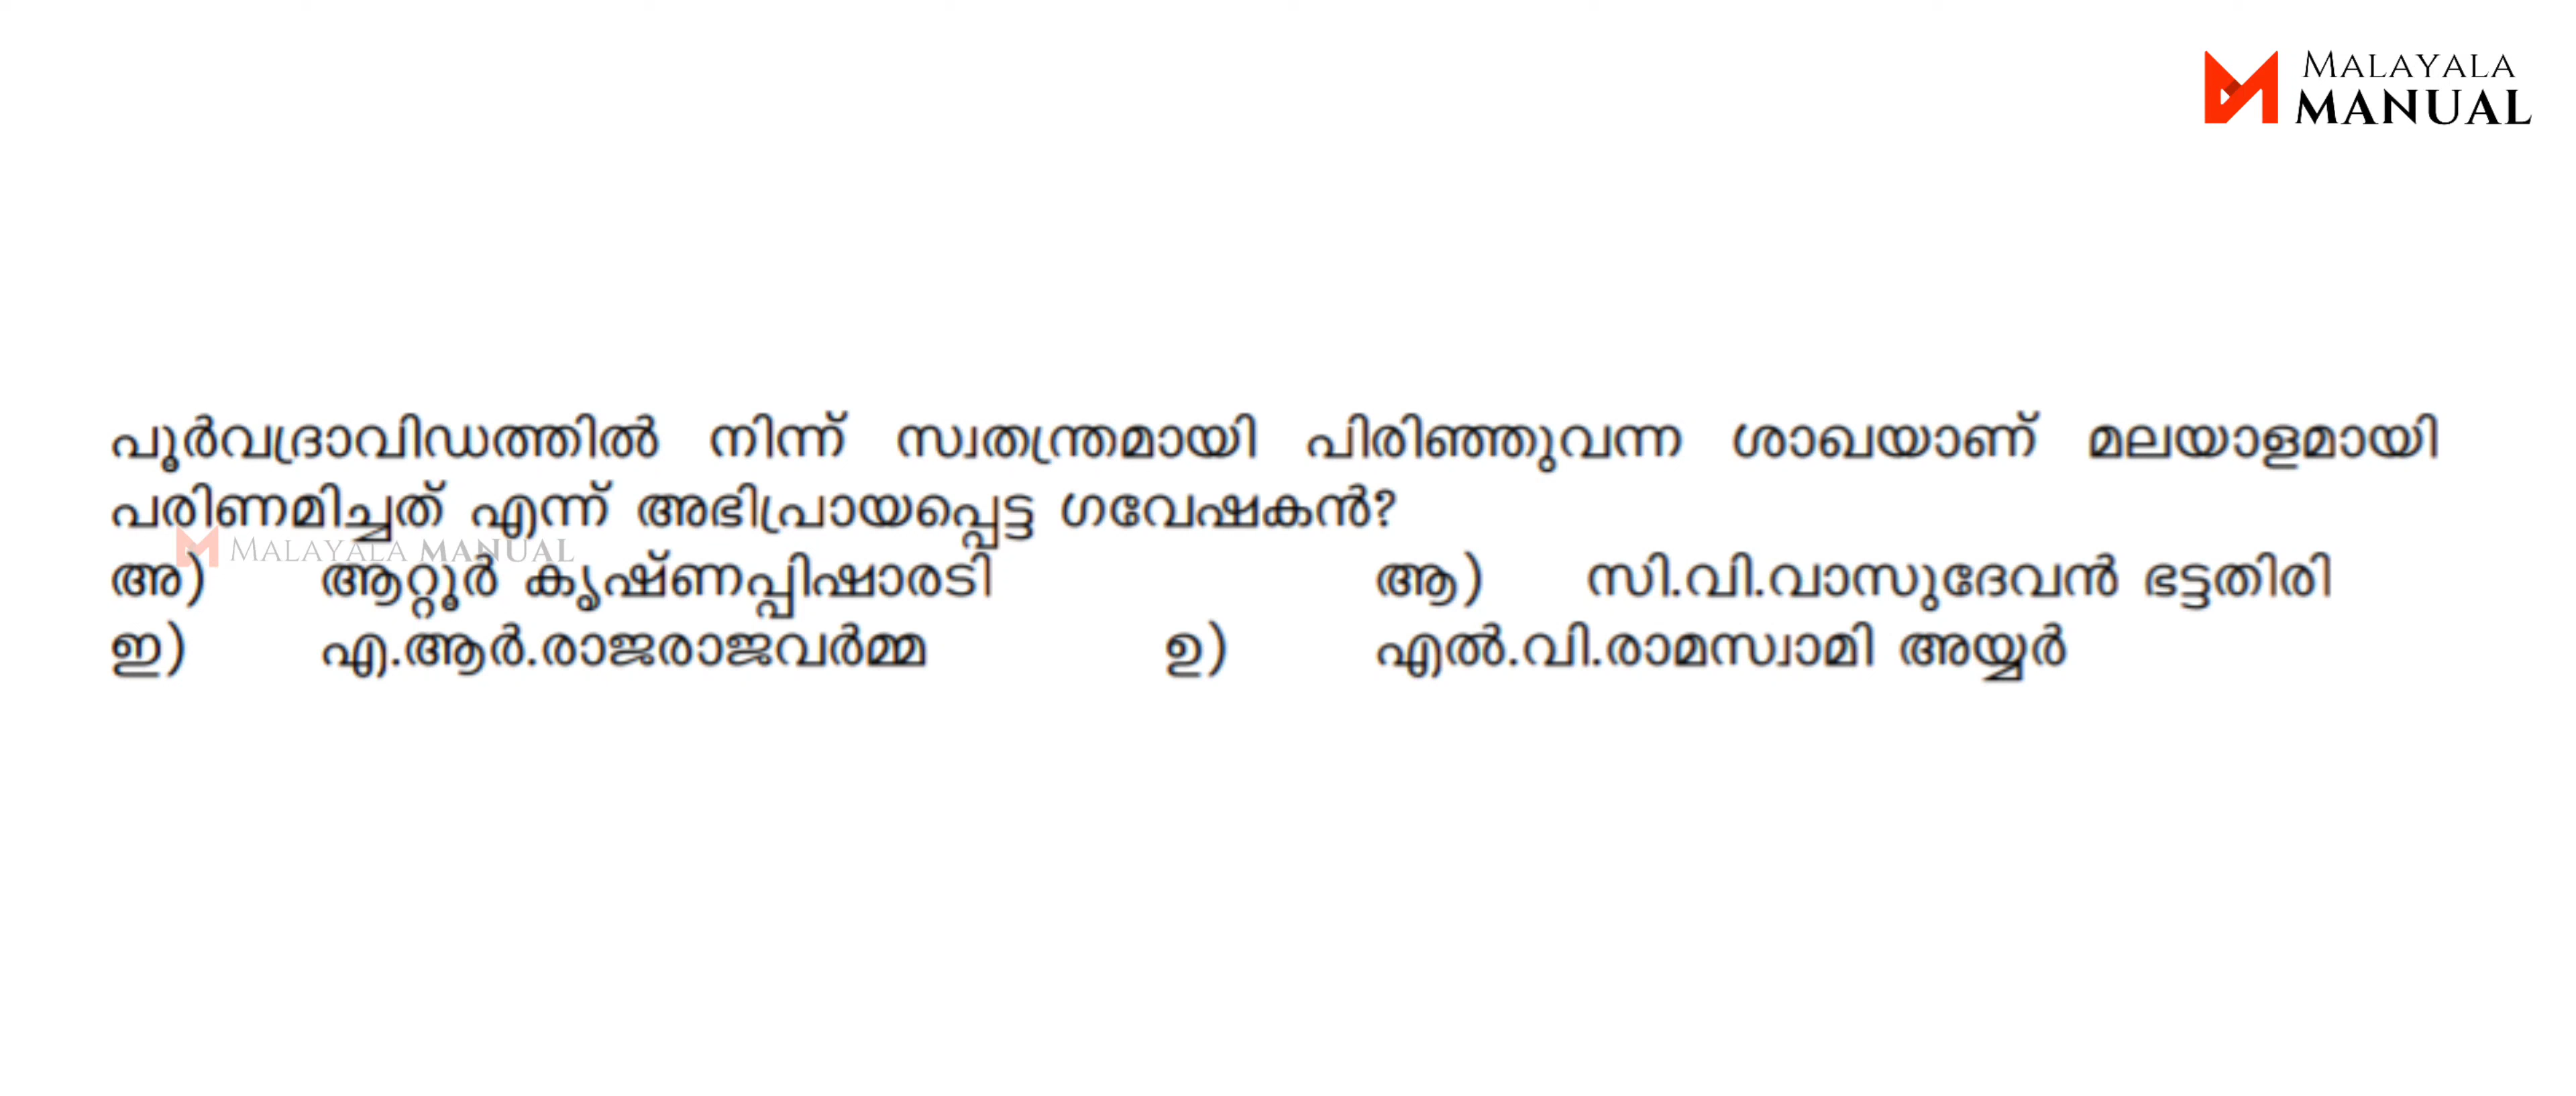 MALAYALA
MANUAL
പൂർവദ്രാവിഡത്തിൽ നിന്ന് സ്വതന്ത്രമായി പിരിഞ്ഞുവന്ന ശാഖയാണ് മലയാളമായി
പരിണമിച്ചത് എന്ന് അഭിപ്രായപ്പെട്ട ഗവേഷകൻ?
MALAYALA MANUAL
അ) ആറ്റൂർ കൃഷ്ണപ്പിഷാരടി ആ) സി.വി.വാസുദേവൻ ഭട്ടതിരി
ഇ) എ.ആർ.രാജരാജവർമ്മ ഉ) എൽ.വി.രാമസ്വാമി അയ്യർ